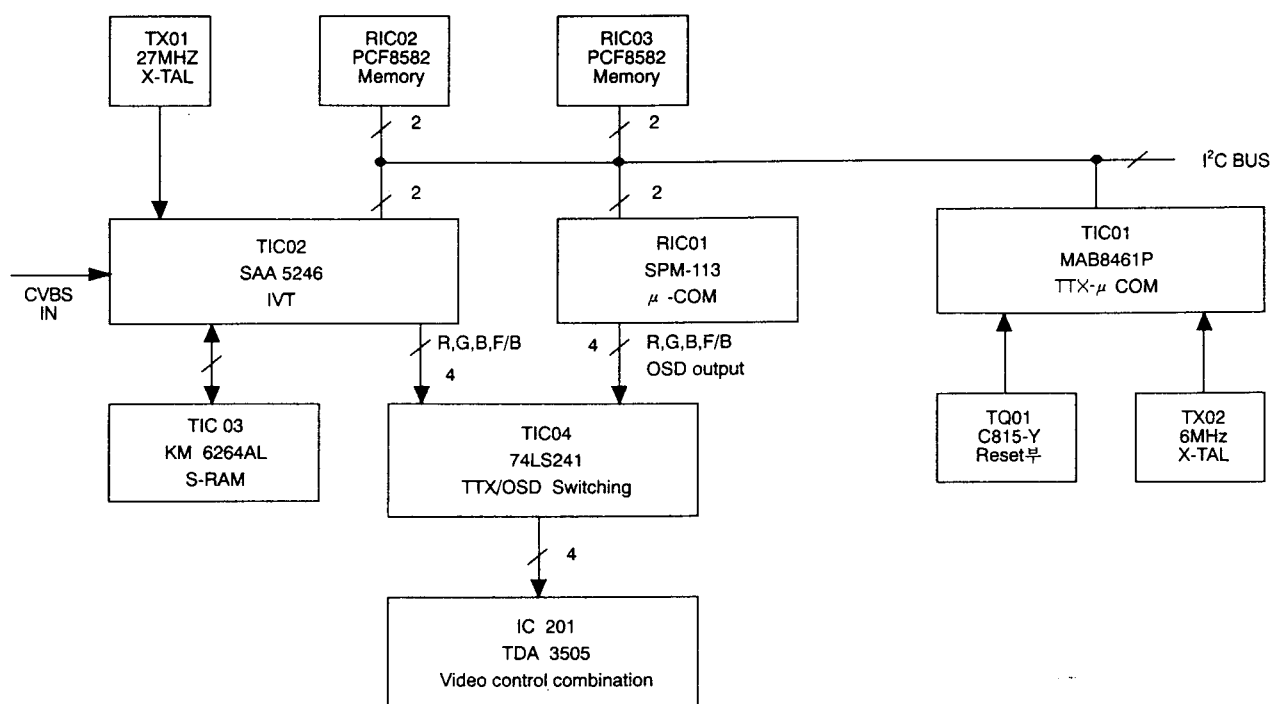 TX01
27MHZ
X-TAL
RIC02
PCF8582
Memory
RIC03
PCF8582
Memory
2
2
I²C BUS
2
2
TIC02
SAA 5246
IVT
RIC01
SPM-113
μ -COM
TIC01
MAB8461P
TTX-μ COM
CVBS
IN
R,G,B,F/B
4
4
R,G,B,F/B
OSD output
TIC 03
KM 6264AL
S-RAM
TIC04
74LS241
TTX/OSD Switching
TQ01
C815-Y
Reset부
TX02
6MHz
X-TAL
4
IC 201
TDA 3505
Video control combination